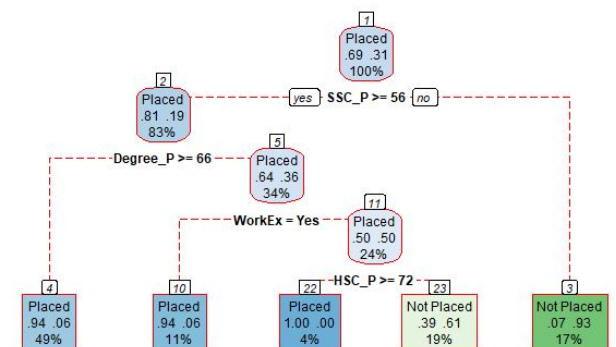 1
Placed
.69 .31
100%
yes SSC_P >= 56 no
2
Placed
.81 .19
83%
Degree_P >= 66
5
Placed
.64 .36
34%
WorkEx = Yes
11
Placed
.50 .50
24%
HSC_P >= 72
4
Placed
.94 .06
49%
10
Placed
.94 .06
11%
22
Placed
1.00 .00
4%
23
Not Placed
.39 .61
19%
3
Not Placed
.07 .93
17%